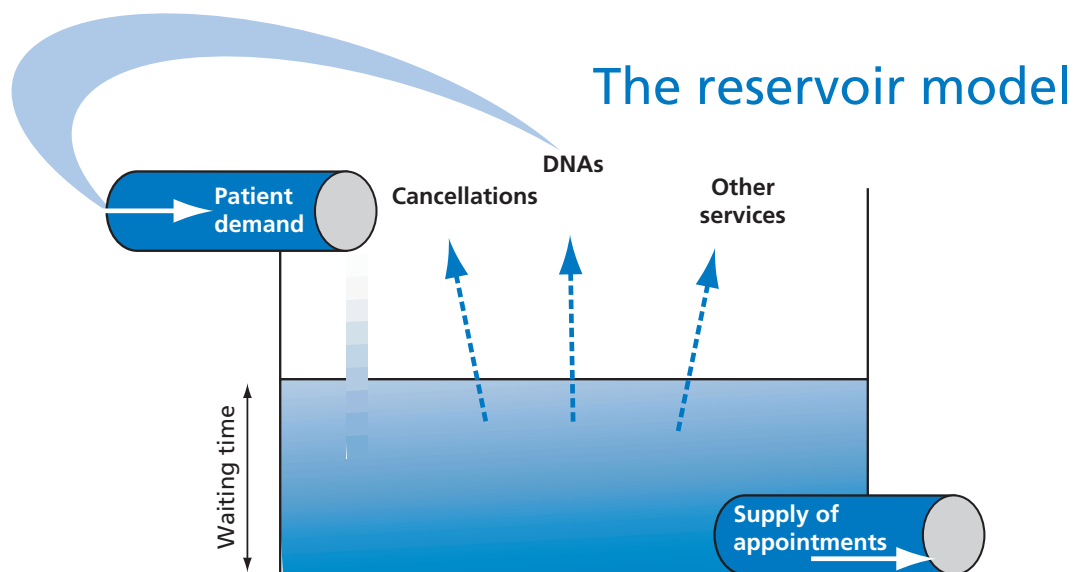 The reservoir model
DNAs
Cancellations
Other
services
Patient
demand
Waiting time
Supply of
appointments